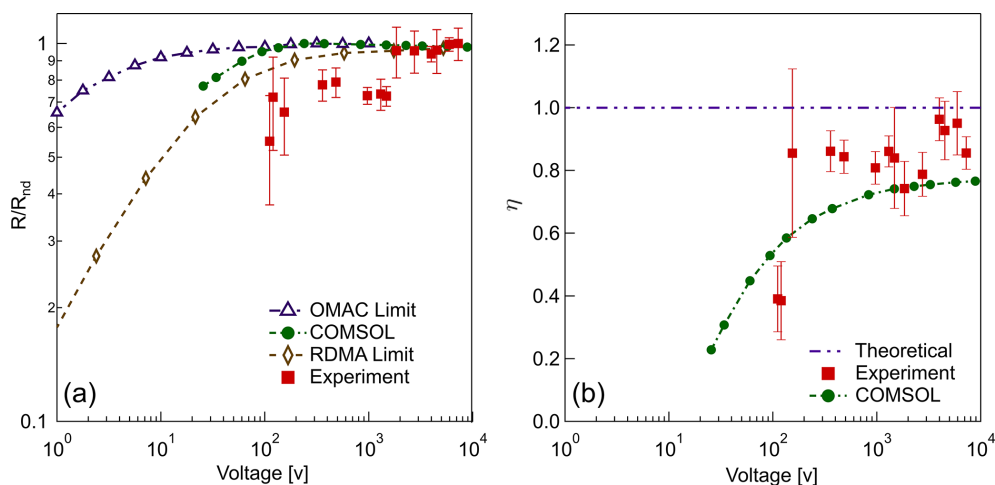 1
9
8
7
6
5
4
3
2
0.1
R/Rnd
OMAC Limit
COMSOL
RDMA Limit
Experiment
(a)
10^0 10^1 10^2 10^3 10^4
Voltage [v]
1.2
1.0
0.8
0.6
0.4
0.2
0.0
η
Theoretical
Experiment
COMSOL
(b)
10^0 10^1 10^2 10^3 10^4
Voltage [v]